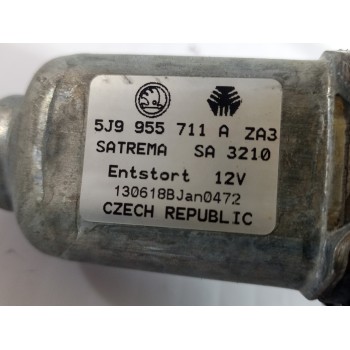 5J9 955 711 A ZA3
SATREMA SA 3210
Entstort 12V
130618BJan0472
CZECH REPUBLIC